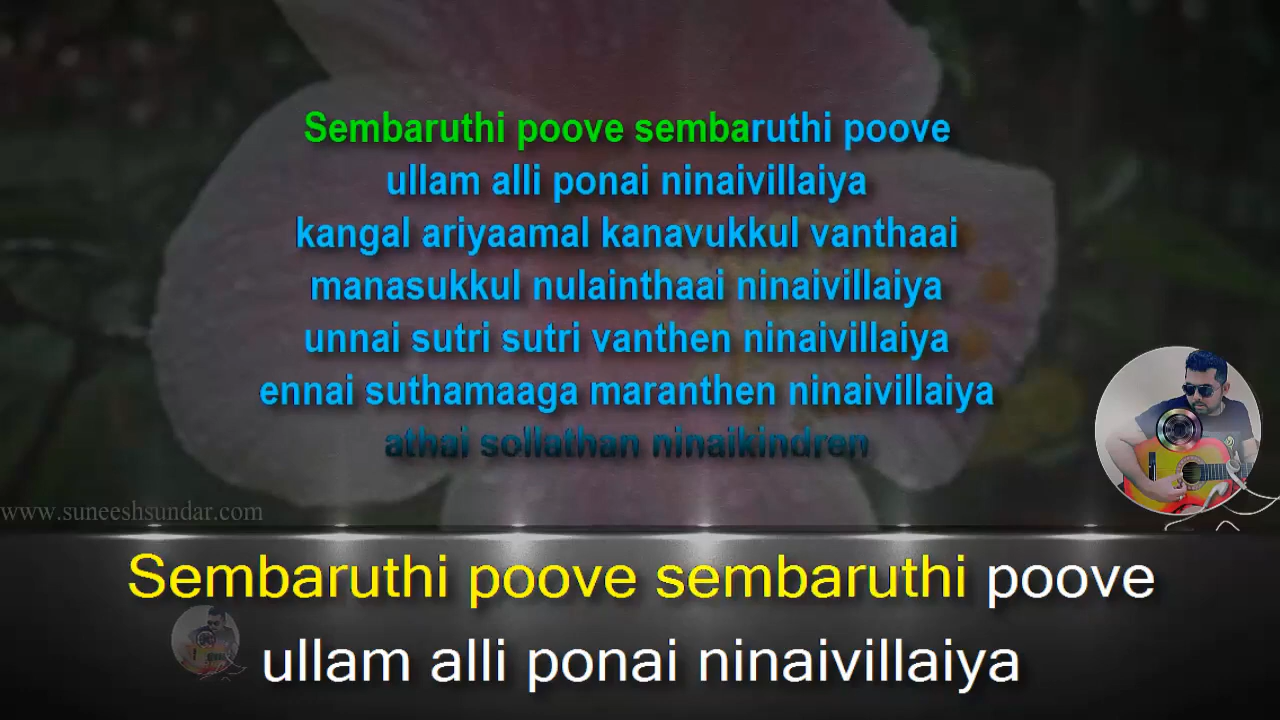 Sembaruthi poove sembaruthi poove
ullam alli ponai ninaivillaiya
kangal ariyaamal kanavukkul vanthaai
manasukkul nulainthaai ninaivillaiya
unnai sutri sutri vanthen ninaivillaiya
ennai suthamaaga maranthen ninaivillaiya
athai sollathan ninaikindren
www.suneeshsundar.com
Sembaruthi poove sembaruthi poove
ullam alli ponai ninaivillaiya